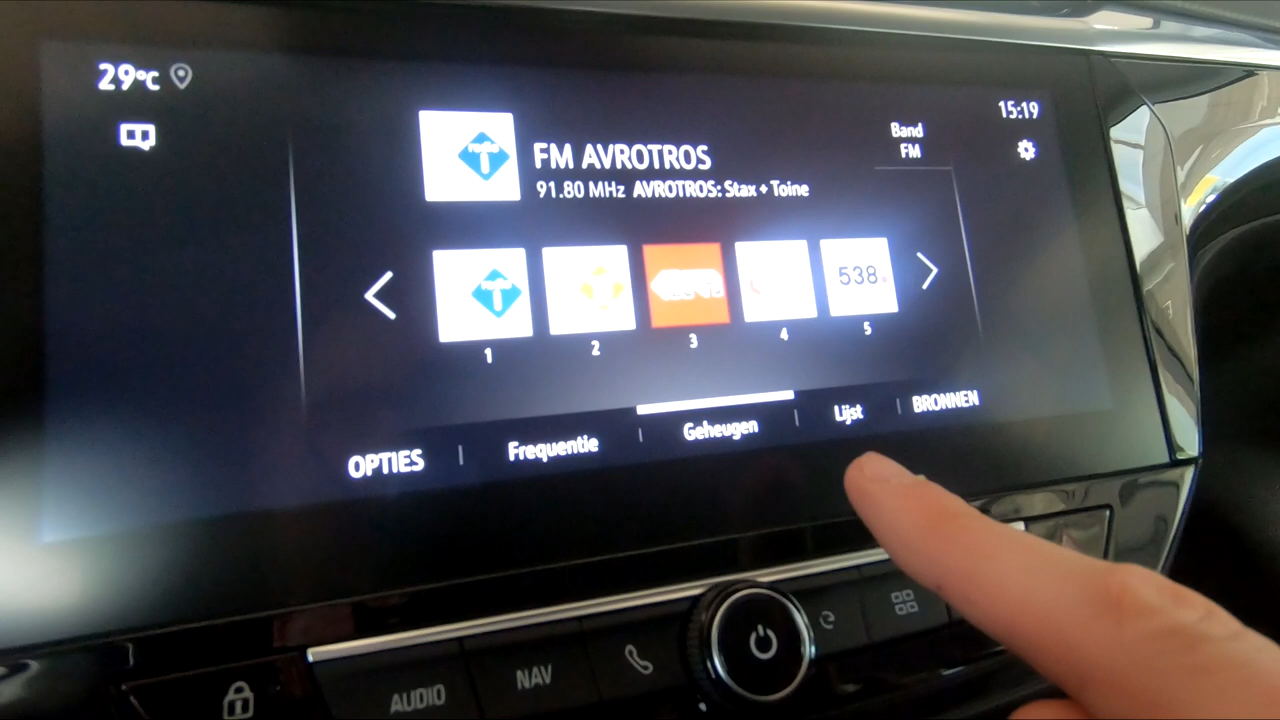 29°C
15:19
Band
FM
FM AVROTROS
91.80 MHz AVROTROS: Stax + Toine
538
1
2
3
4
5
OPTIES
Frequentie
Geheugen
Lijst
BRONNEN
AUDIO
NAV